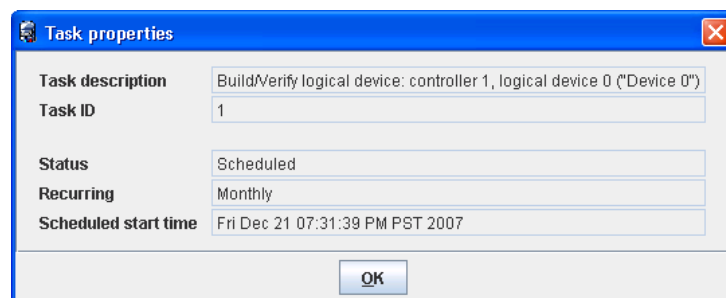 Task properties
Task description Build/Verify logical device: controller 1, logical device 0 ("Device 0")
Task ID 1
Status Scheduled
Recurring Monthly
Scheduled start time Fri Dec 21 07:31:39 PM PST 2007
OK